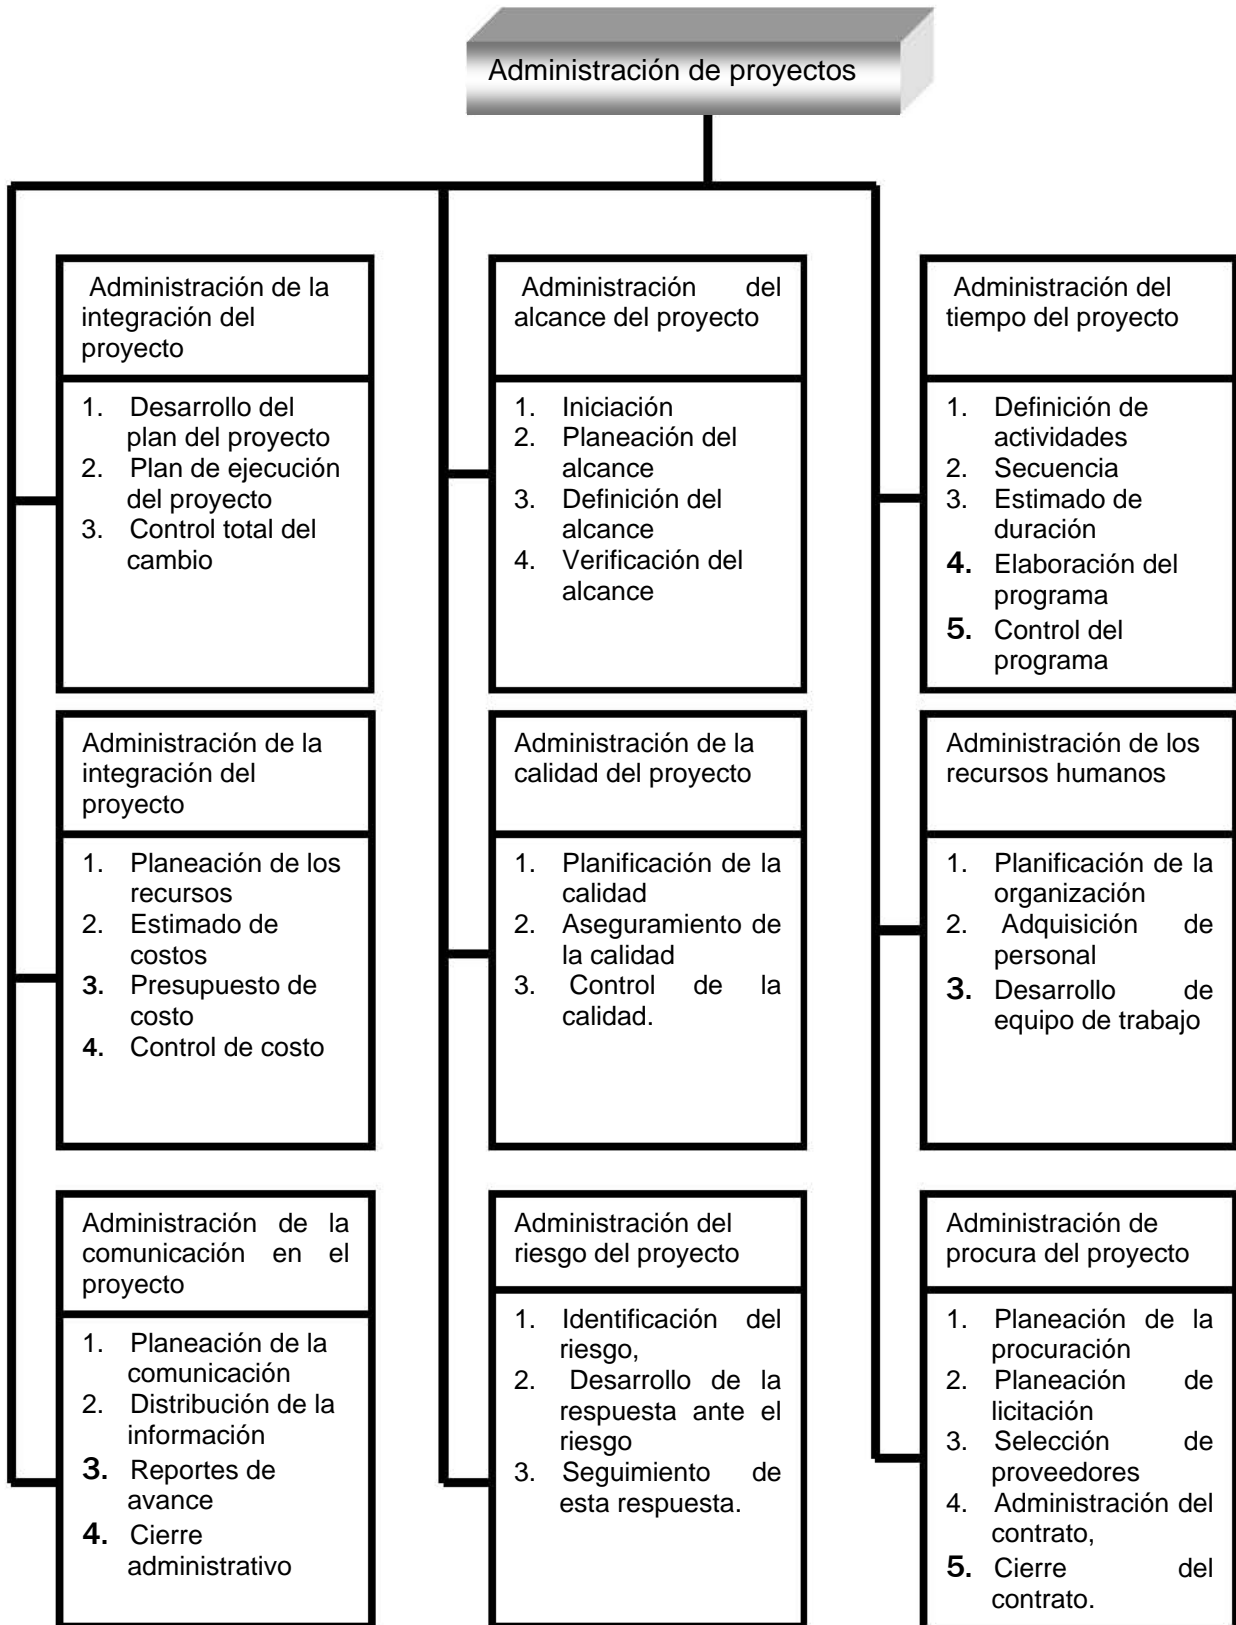 Administración de proyectos
Administración de la
integración del
proyecto
1. Desarrollo del
plan del proyecto
2. Plan de ejecución
del proyecto
3. Control total del
cambio
Administración del
alcance del proyecto
1. Iniciación
2. Planeación del
alcance
3. Definición del
alcance
4. Verificación del
alcance
Administración del
tiempo del proyecto
1. Definición de
actividades
2. Secuencia
3. Estimado de
duración
4. Elaboración del
programa
5. Control del
programa
Administración de la
integración del
proyecto
1. Planeación de los
recursos
2. Estimado de
costos
3. Presupuesto de
costo
4. Control de costo
Administración de la
calidad del proyecto
1. Planificación de la
calidad
2. Aseguramiento de
la calidad
3. Control de la
calidad.
Administración de los
recursos humanos
1. Planificación de la
organización
2. Adquisición de
personal
3. Desarrollo de
equipo de trabajo
Administración de la
comunicación en el
proyecto
1. Planeación de la
comunicación
2. Distribución de la
información
3. Reportes de
avance
4. Cierre
administrativo
Administración del
riesgo del proyecto
1. Identificación del
riesgo,
2. Desarrollo de la
respuesta ante el
riesgo
3. Seguimiento de
esta respuesta.
Administración de
procura del proyecto
1. Planeación de la
procuración
2. Planeación de
licitación
3. Selección de
proveedores
4. Administración del
contrato,
5. Cierre del
contrato.